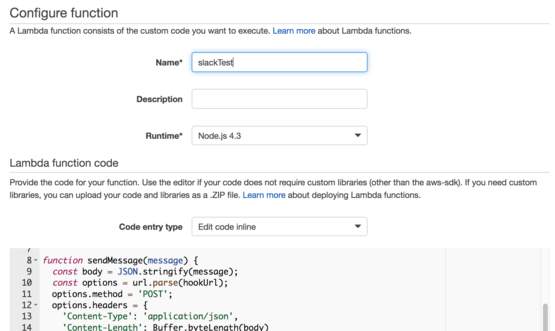 Configure function
A Lambda function consists of the custom code you want to execute. Learn more about Lambda functions.
Name* slackTest
Description
Runtime* Node.js 4.3
Lambda function code
Provide the code for your function. Use the editor if your code does not require custom libraries (other than the aws-sdk). If you need custom
libraries, you can upload your code and libraries as a .ZIP file. Learn more about deploying Lambda functions.
Code entry type Edit code inline
7
8 function sendMessage(message) {
9 const body = JSON.stringify(message);
10 const options = url.parse(hookUrl);
11 options.method = 'POST';
12 options.headers = {
13 'Content-Type': 'application/json',
14 'Content-Length': Buffer.byteLength(body)